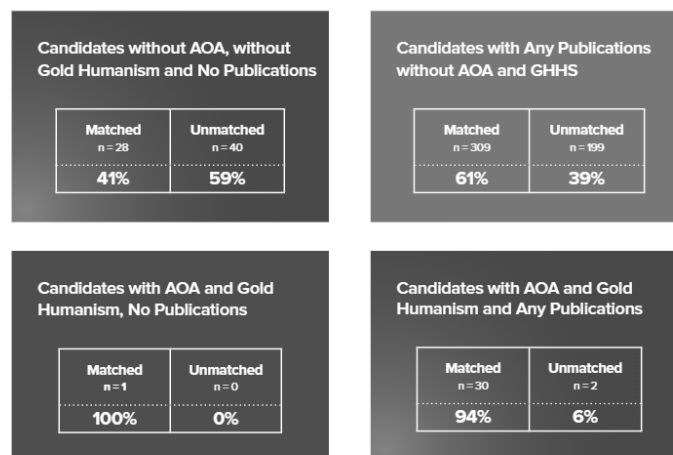 Candidates without AOA, without
Gold Humanism and No Publications
Matched Unmatched
n=28 n=40
41% 59%
Candidates with Any Publications
without AOA and GHHS
Matched Unmatched
n=309 n=199
61% 39%
Candidates with AOA and Gold
Humanism, No Publications
Matched Unmatched
n=1 n=0
100% 0%
Candidates with AOA and Gold
Humanism and Any Publications
Matched Unmatched
n=30 n=2
94% 6%